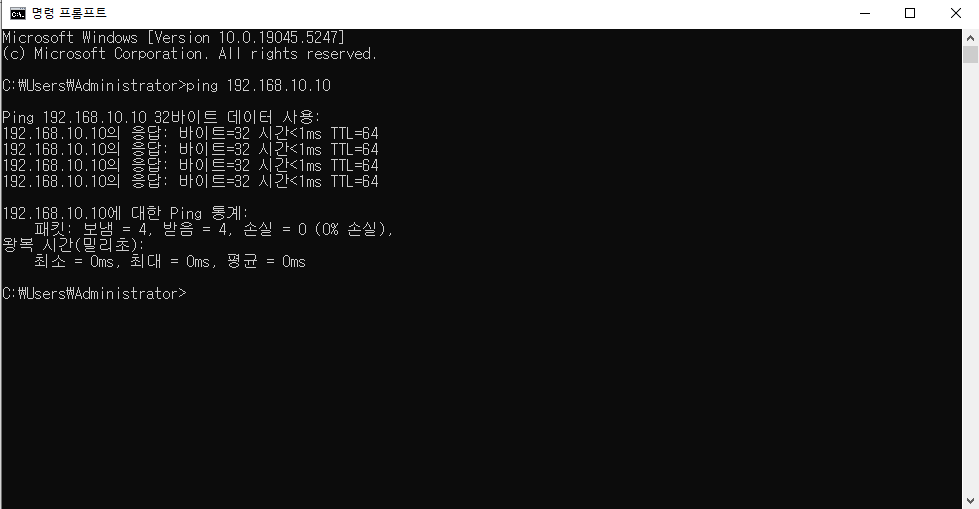 명령 프롬프트
Microsoft Windows [Version 10.0.19045.5247]
(c) Microsoft Corporation. All rights reserved.
C:₩Users₩Administrator>ping 192.168.10.10
Ping 192.168.10.10 32바이트 데이터 사용:
192.168.10.10의 응답: 바이트=32 시간<1ms TTL=64
192.168.10.10의 응답: 바이트=32 시간<1ms TTL=64
192.168.10.10의 응답: 바이트=32 시간<1ms TTL=64
192.168.10.10의 응답: 바이트=32 시간<1ms TTL=64
192.168.10.10에 대한 Ping 통계:
패킷: 보냄 = 4, 받음 = 4, 손실 = 0 (0% 손실),
왕복 시간(밀리초):
최소 = 0ms, 최대 = 0ms, 평균 = 0ms
C:₩Users₩Administrator>